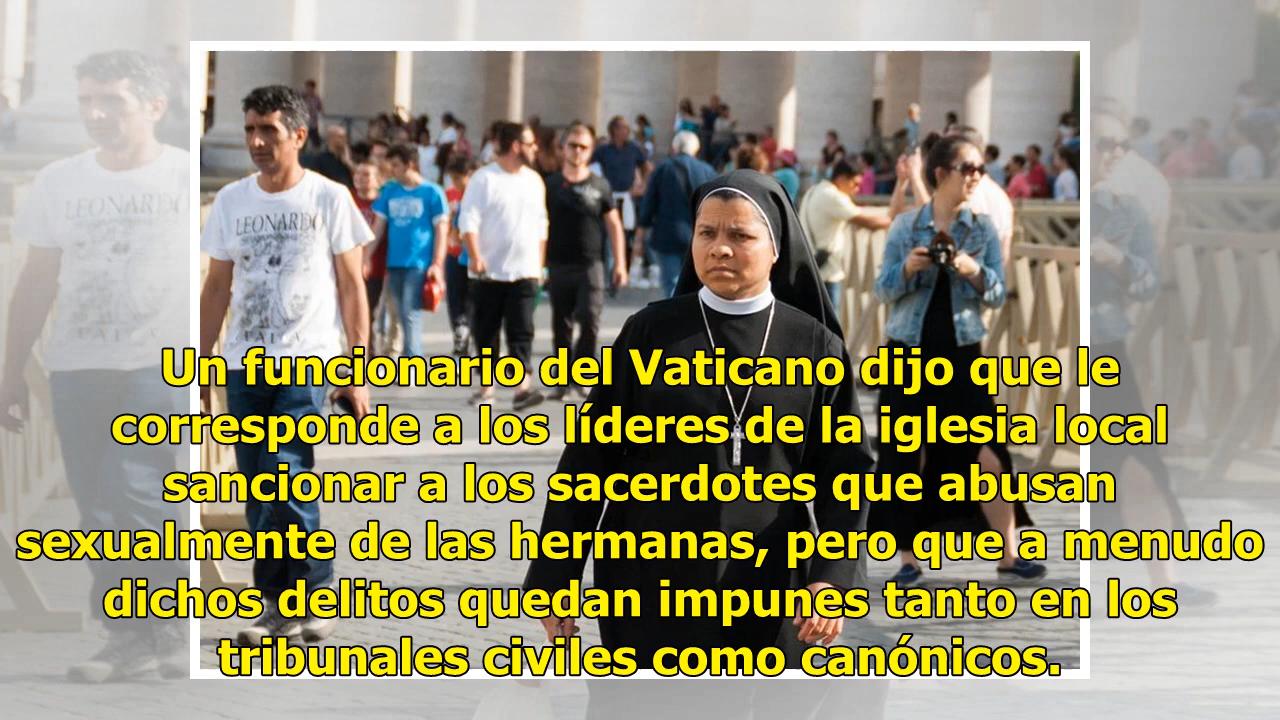 LEONARDO
ITALY
Un funcionario del Vaticano dijo que le
corresponde a los líderes de la iglesia local
sancionar a los sacerdotes que abusan
sexualmente de las hermanas, pero que a menudo
dichos delitos quedan impunes tanto en los
tribunales civiles como canónicos.